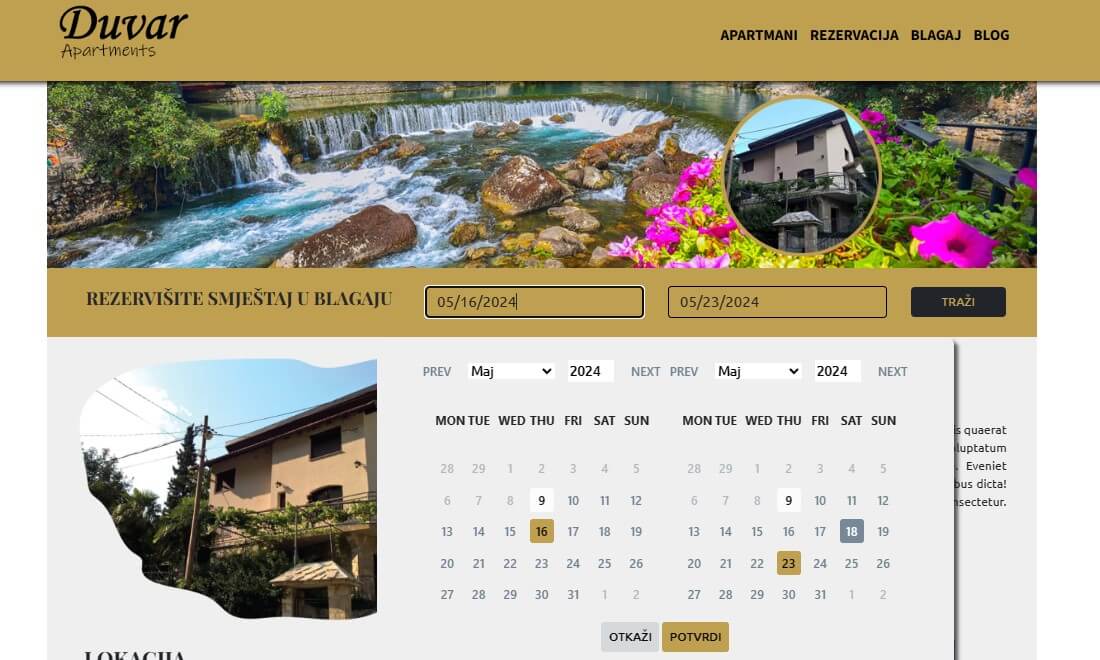 Duvar
Apartments
APARTMANI REZERVACIJA BLAGAJ BLOG
REZERVIŠITE SMJEŠTAJ U BLAGAJU
05/16/2024
05/23/2024
TRAŽI
PREV Maj 2024 NEXT PREV Maj 2024 NEXT
MON TUE WED THU FRI SAT SUN MON TUE WED THU FRI SAT SUN
28 29 1 2 3 4 5 28 29 1 2 3 4 5
6 7 8 9 10 11 12 6 7 8 9 10 11 12
13 14 15 16 17 18 19 13 14 15 16 17 18 19
20 21 22 23 24 25 26 20 21 22 23 24 25 26
27 28 29 30 31 1 2 27 28 29 30 31 1 2
OTKAŽI POTVRDI
is quaerat
luptatum
. Eveniet
bus dicta!
nsectetur.
LOKACIJA